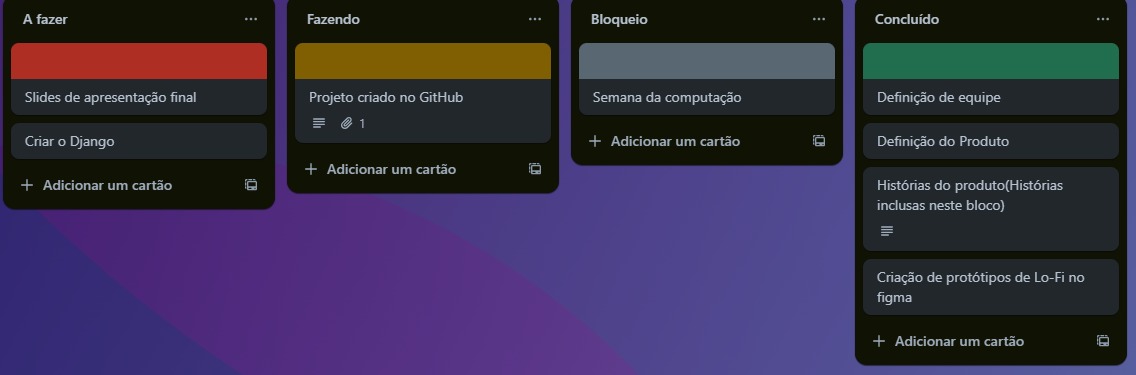 A fazer
Slides de apresentação final
Criar o Django
Adicionar um cartão
Fazendo
Projeto criado no GitHub
1
Adicionar um cartão
Bloqueio
Semana da computação
Adicionar um cartão
Concluído
Definição de equipe
Definição do Produto
Histórias do produto(Histórias
inclusas neste bloco)
Criação de protótipos de Lo-Fi no
figma
Adicionar um cartão